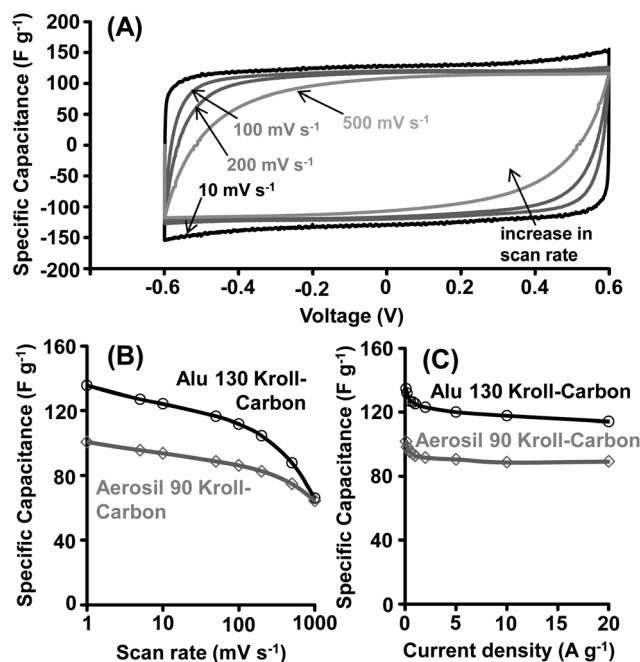 (A)
Specific Capacitance (F g⁻¹)
200
150
100
50
0
-50
-100
-150
-200
100 mV s⁻¹
500 mV s⁻¹
200 mV s⁻¹
10 mV s⁻¹
increase in
scan rate
-0.6
-0.4
-0.2
0
0.2
0.4
0.6
Voltage (V)
(B)
Specific Capacitance (F g⁻¹)
160
120
80
40
0
Alu 130 Kroll-
Carbon
Aerosil 90 Kroll-
Carbon
1
10
100
1000
Scan rate (mV s⁻¹)
(C)
Specific Capacitance (F g⁻¹)
160
120
80
40
0
Alu 130 Kroll-Carbon
Aerosil 90 Kroll-Carbon
0
5
10
15
20
Current density (A g⁻¹)